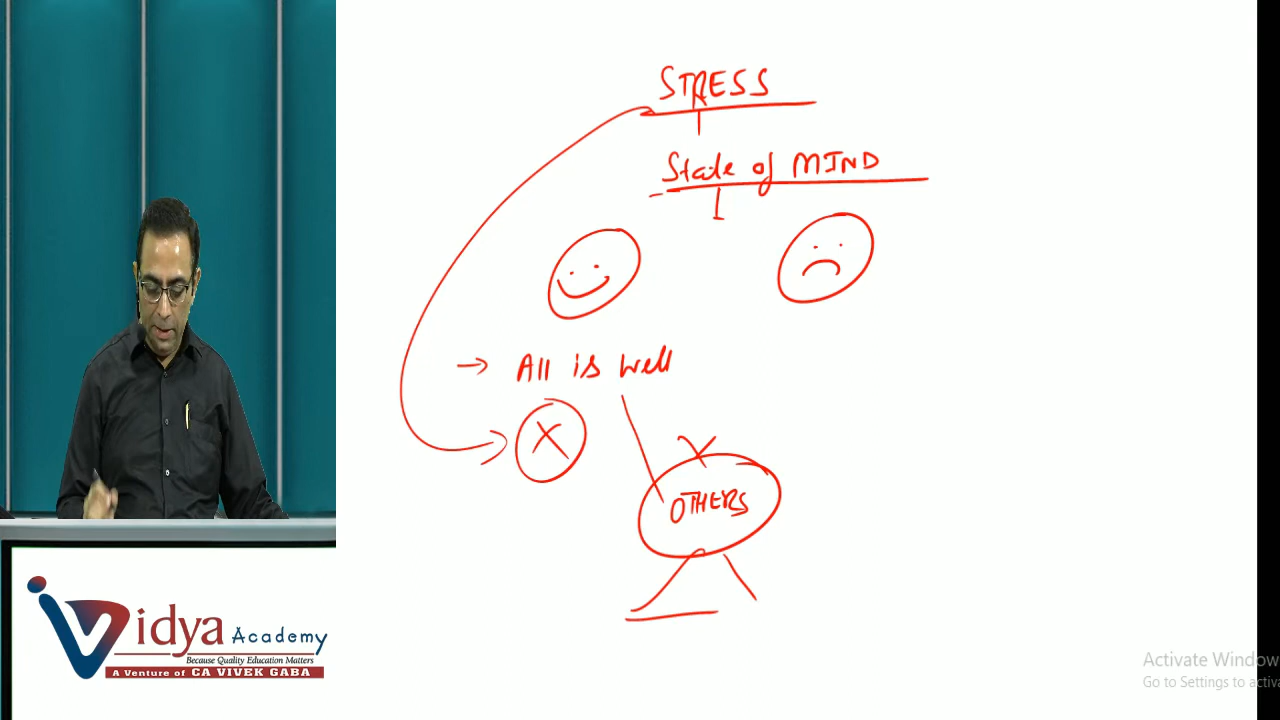 STRESS
State of MIND
→ All is well
X
X
OTHERS
Vidya Academy
Because Quality Education Matters
A Venture of CA VIVEK GABA
Activate Window
Go to Settings to activa